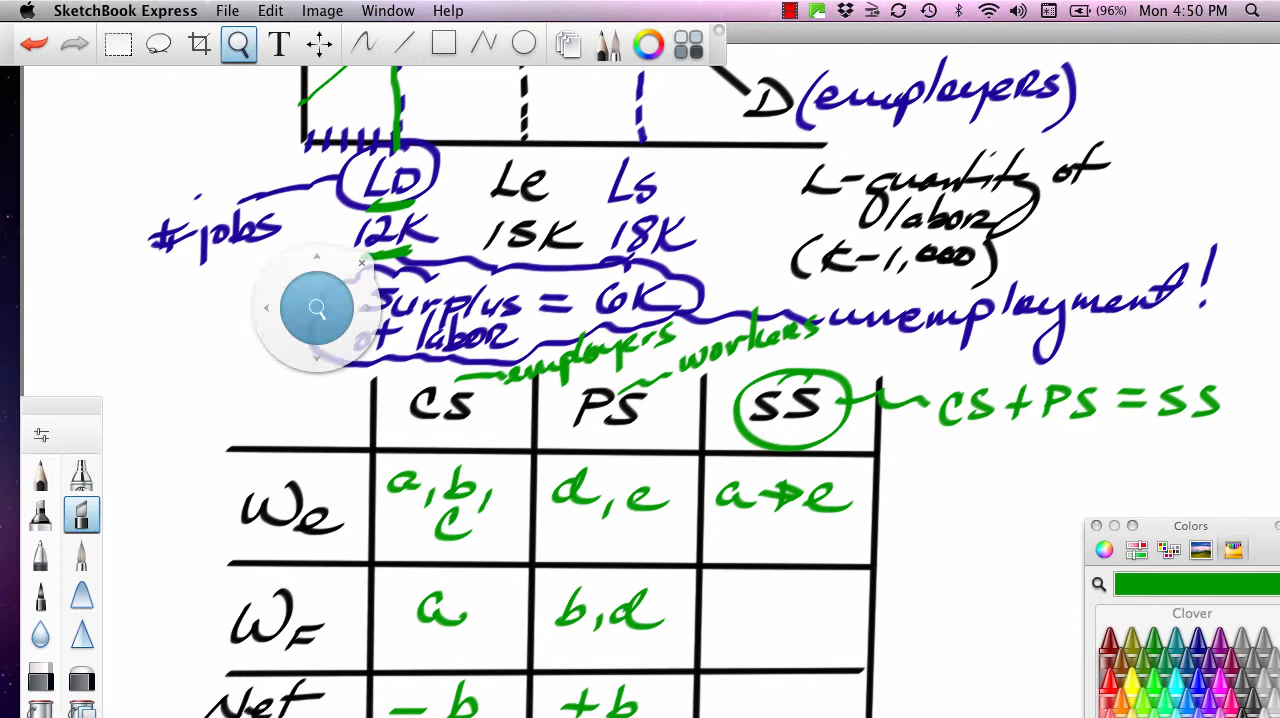 SketchBook Express File Edit Image Window Help (96%) Mon 4:50 PM
T
D (employers)
LD Le Ls
L-quantity of labor
# jobs
12K 15K 18K
(K-1,000)
Surplus = 6K
of labor
unemployment!
employers
workers
CS PS SS
CS + PS = SS
We a, b, c d, e a→e
WF a b, d
Net -b +b
Colors
Clover